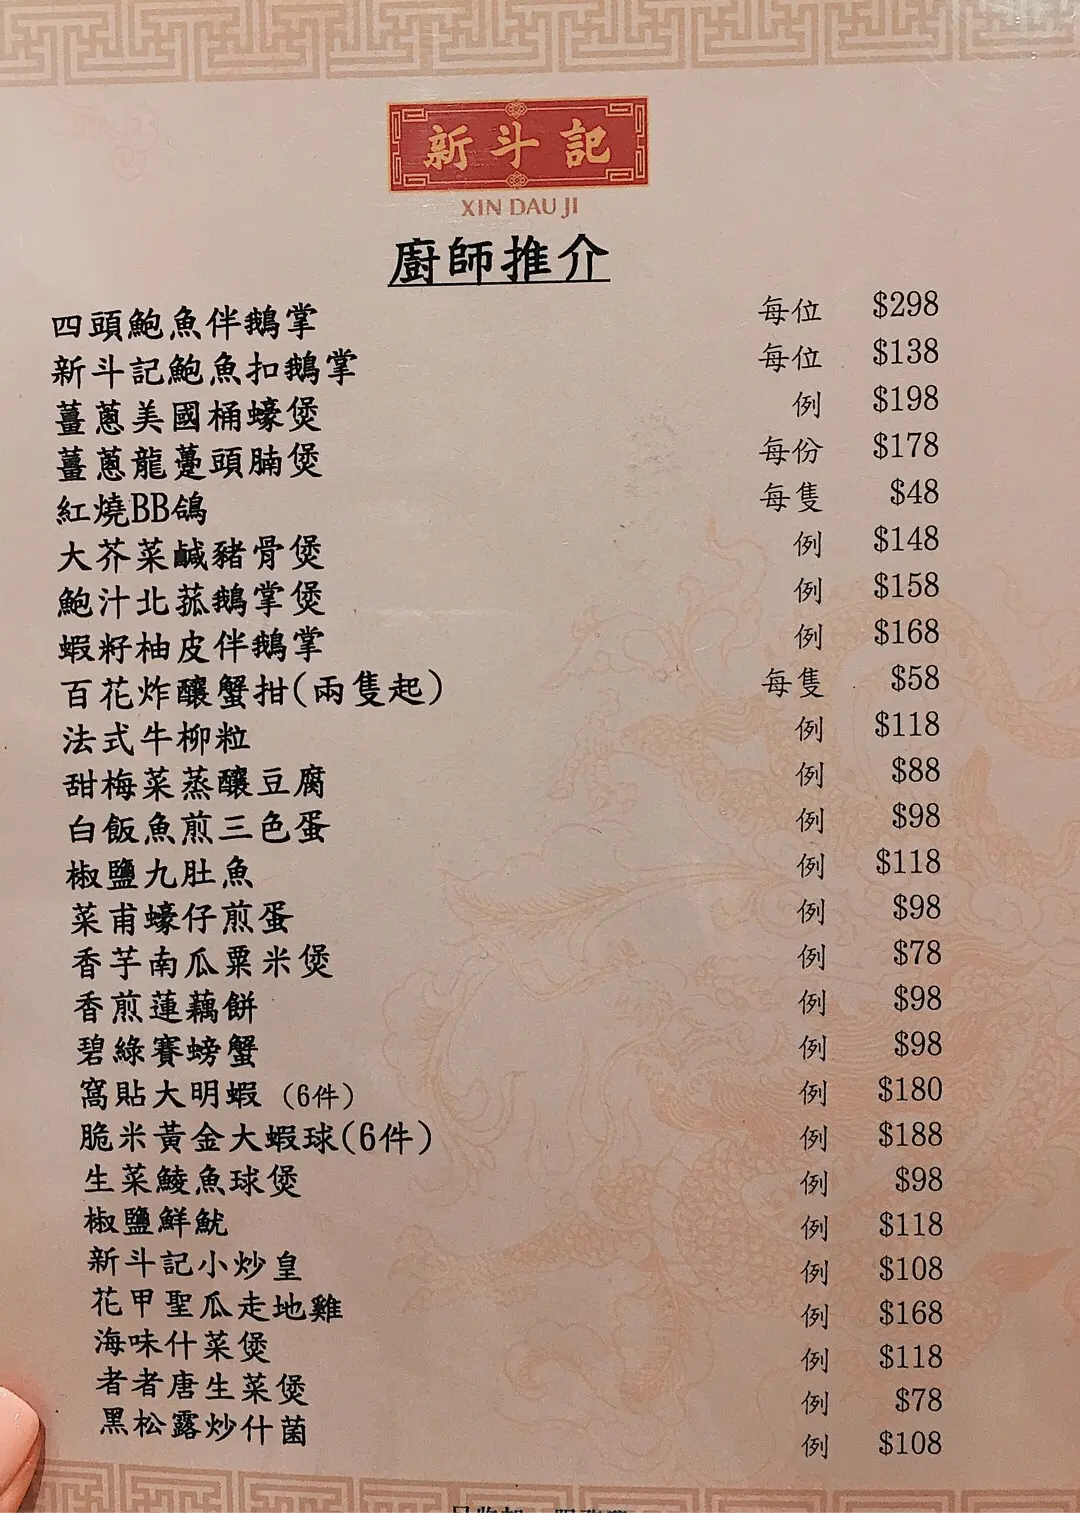 新斗記
XIN DAU JI
廚師推介
四頭鮑魚伴鵝掌 每位 $298
新斗記鮑魚扣鵝掌 每位 $138
薑蔥美國桶蠔煲 例 $198
薑蔥龍躉頭腩煲 每份 $178
紅燒BB鴿 每隻 $48
大芥菜鹹豬骨煲 例 $148
鮑汁北菰鵝掌煲 例 $158
蝦籽柚皮伴鵝掌 例 $168
百花炸釀蟹拑(兩隻起) 每隻 $58
法式牛柳粒 例 $118
甜梅菜蒸釀豆腐 例 $88
白飯魚煎三色蛋 例 $98
椒鹽九肚魚 例 $118
菜甫蠔仔煎蛋 例 $98
香芋南瓜粟米煲 例 $78
香煎蓮藕餅 例 $98
碧綠賽螃蟹 例 $98
窩貼大明蝦 (6件) 例 $180
脆米黃金大蝦球(6件) 例 $188
生菜鯪魚球煲 例 $98
椒鹽鮮魷 例 $118
新斗記小炒皇 例 $108
花甲聖瓜走地雞 例 $168
海味什菜煲 例 $118
者者唐生菜煲 例 $78
黑松露炒什菌 例 $108